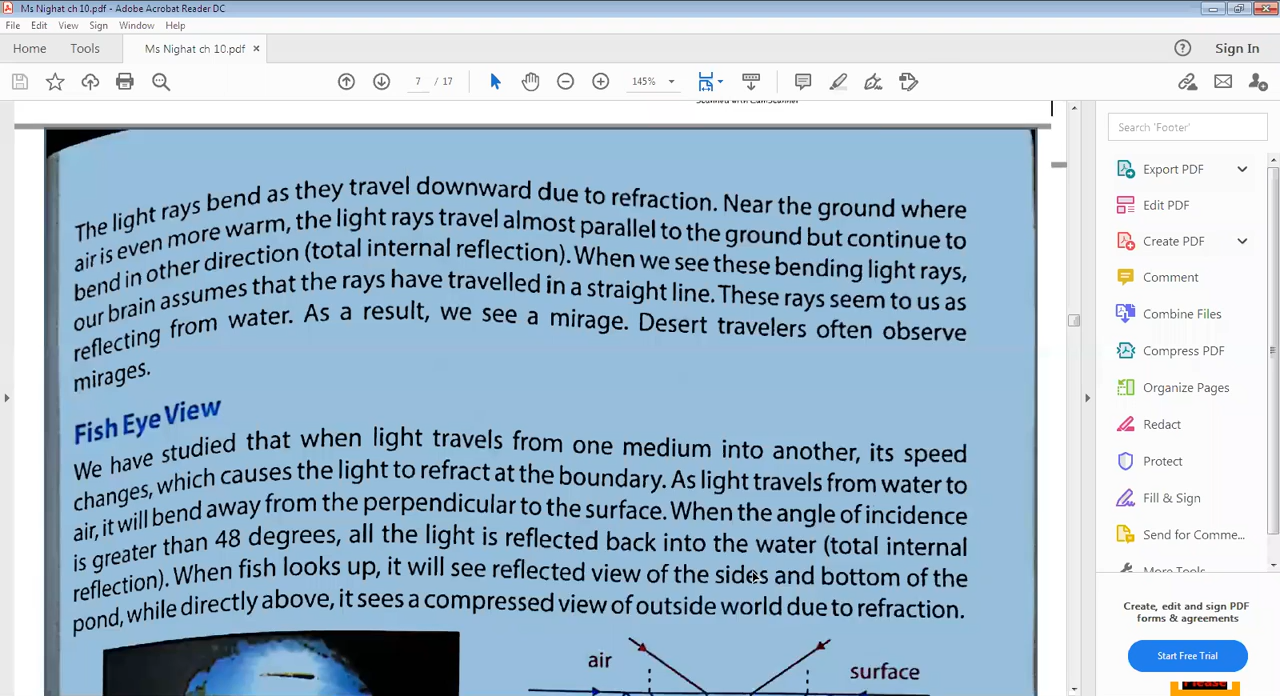 Ms Nighat ch 10.pdf - Adobe Acrobat Reader DC
File Edit View Sign Window Help
Home Tools Ms Nighat ch 10.pdf × Sign In
7 / 17 145%
Scanned with CamScanner
The light rays bend as they travel downward due to refraction. Near the ground where
air is even more warm, the light rays travel almost parallel to the ground but continue to
bend in other direction (total internal reflection). When we see these bending light rays,
our brain assumes that the rays have travelled in a straight line. These rays seem to us as
reflecting from water. As a result, we see a mirage. Desert travelers often observe
mirages.
Fish Eye View
We have studied that when light travels from one medium into another, its speed
changes, which causes the light to refract at the boundary. As light travels from water to
air, it will bend away from the perpendicular to the surface. When the angle of incidence
is greater than 48 degrees, all the light is reflected back into the water (total internal
reflection). When fish looks up, it will see reflected view of the sides and bottom of the
pond, while directly above, it sees a compressed view of outside world due to refraction.
air
surface
Search 'Footer'
Export PDF
Edit PDF
Create PDF
Comment
Combine Files
Compress PDF
Organize Pages
Redact
Protect
Fill & Sign
Send for Comme...
More Tools
Create, edit and sign PDF
forms & agreements
Start Free Trial
Please